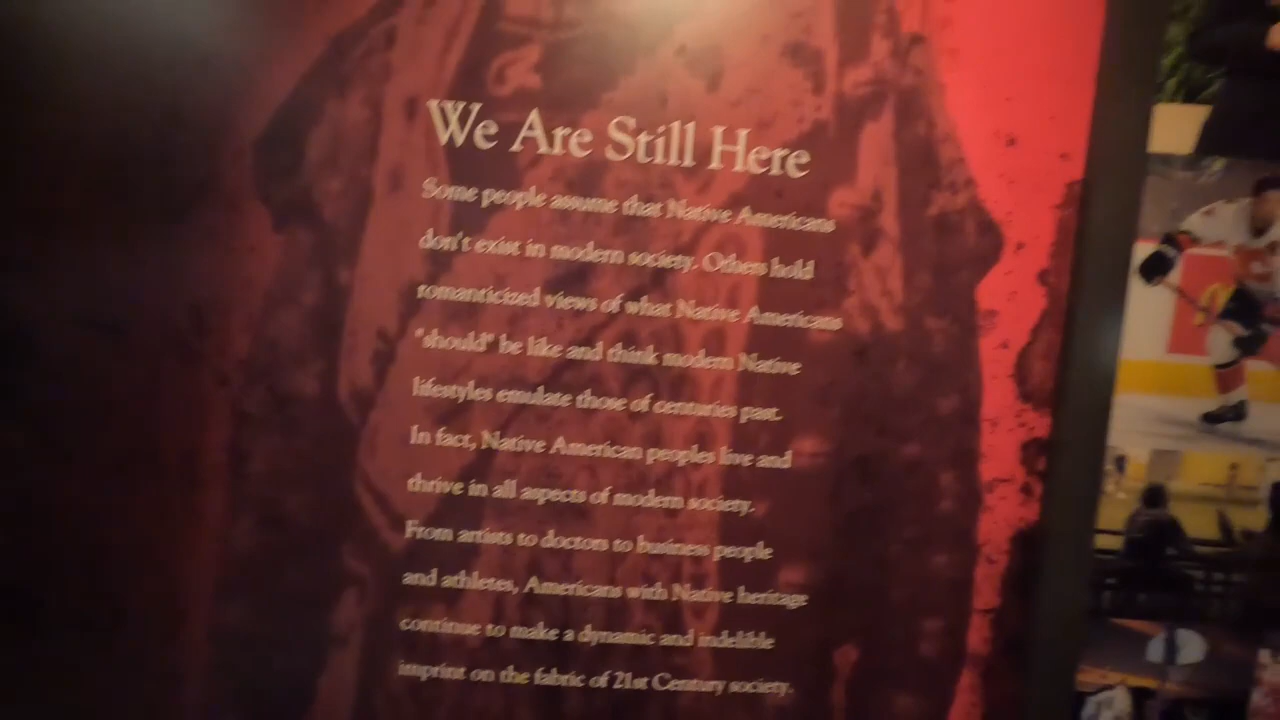 We Are Still Here
Some people assume that Native Americans
don't exist in modern society. Others hold
romanticized views of what Native Americans
"should" be like and think modern Native
lifestyles emulate those of centuries past.
In fact, Native American peoples live and
thrive in all aspects of modern society.
From artists to doctors to business people
and athletes, Americans with Native heritage
continue to make a dynamic and indelible
imprint on the fabric of 21st Century society.